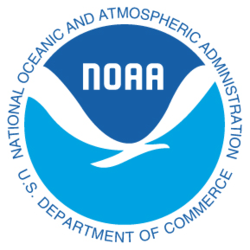 NATIONAL OCEANIC AND ATMOSPHERIC ADMINISTRATION
NOAA
U.S. DEPARTMENT OF COMMERCE